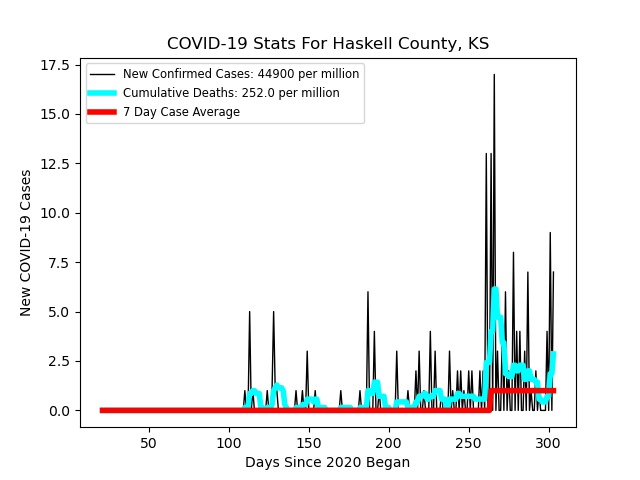 COVID-19 Stats For Haskell County, KS
17.5
15.0
12.5
10.0
7.5
5.0
2.5
0.0
New COVID-19 Cases
New Confirmed Cases: 44900 per million
Cumulative Deaths: 252.0 per million
7 Day Case Average
50 100 150 200 250 300
Days Since 2020 Began